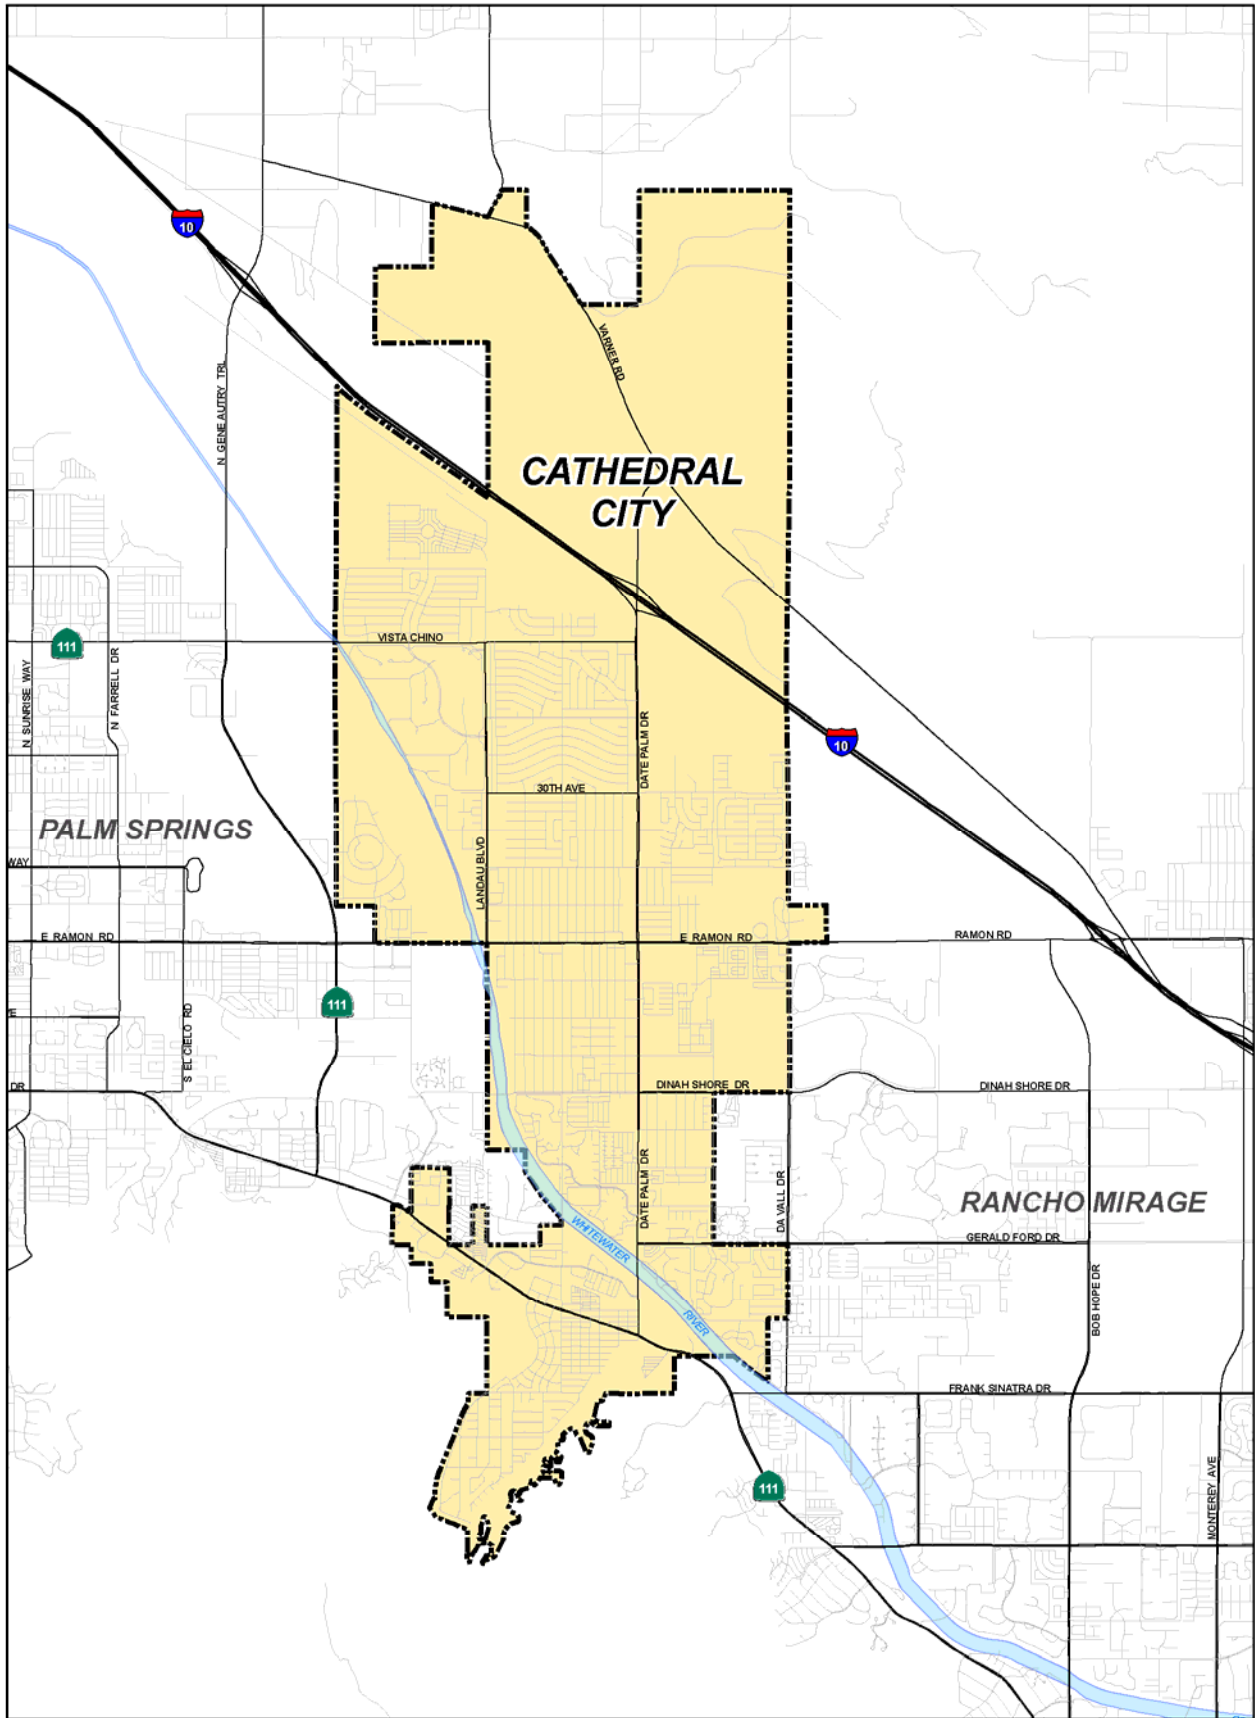 10
VARNER RD
N GENE AUTRY TRL
CATHEDRAL
CITY
VISTA CHINO
111
N SUNRISE WAY
N FARRELL DR
DATE PALM DR
10
30TH AVE
PALM SPRINGS
LANDAU BLVD
WAY
E RAMON RD
E RAMON RD
RAMON RD
111
S EL CIELO RD
DR
DINAH SHORE DR
DINAH SHORE DR
DATE PALM DR
DA VALL DR
RANCHO MIRAGE
WHITEWATER
GERALD FORD DR
BOB HOPE DR
RIVER
FRANK SINATRA DR
111
MONTEREY AVE